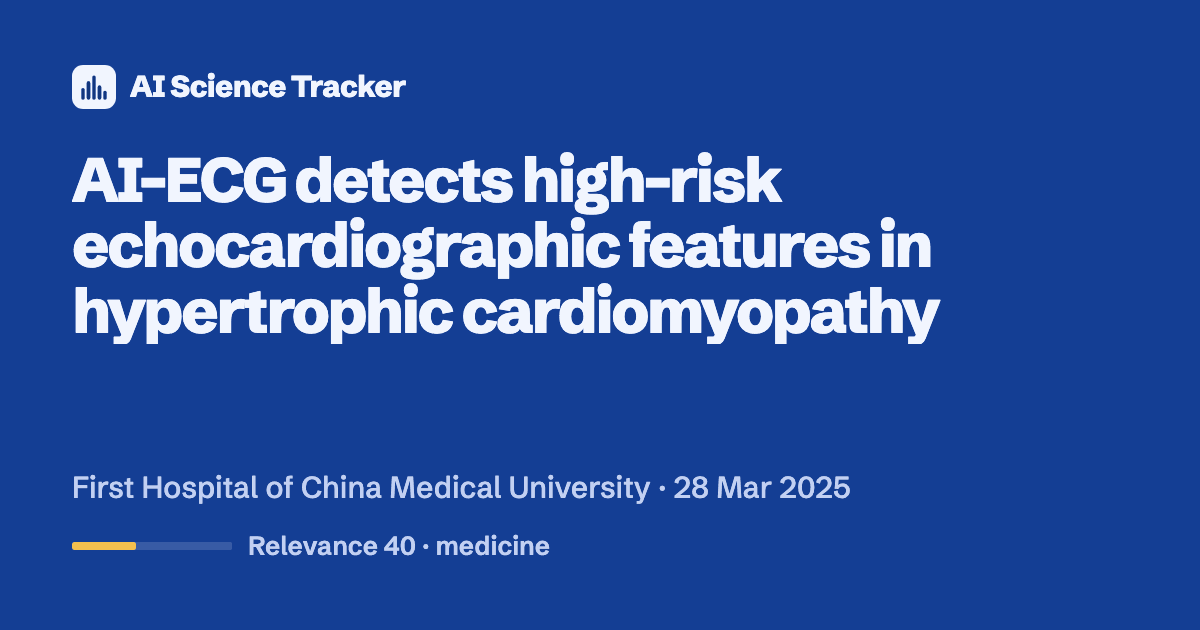 AI Science Tracker
AI-ECG detects high-risk
echocardiographic features in
hypertrophic cardiomyopathy
First Hospital of China Medical University · 28 Mar 2025
Relevance 40 · medicine